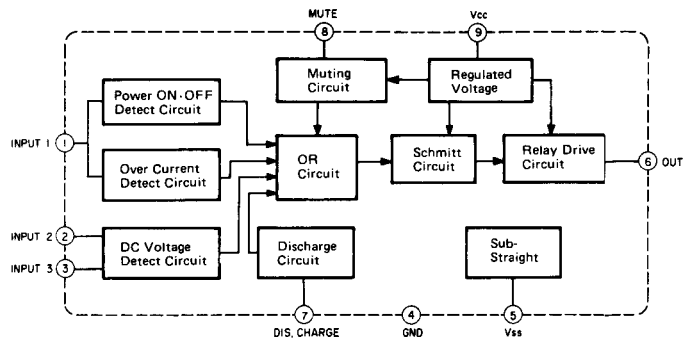 MUTE
Vcc
8
9
Power ON·OFF
Detect Circuit
Muting
Circuit
Regulated
Voltage
INPUT 1
1
Over Current
Detect Circuit
OR
Circuit
Schmitt
Circuit
Relay Drive
Circuit
6
OUT
INPUT 2
2
INPUT 3
3
DC Voltage
Detect Circuit
Discharge
Circuit
Sub-
Straight
7
4
5
DIS, CHARGE
GND
Vss